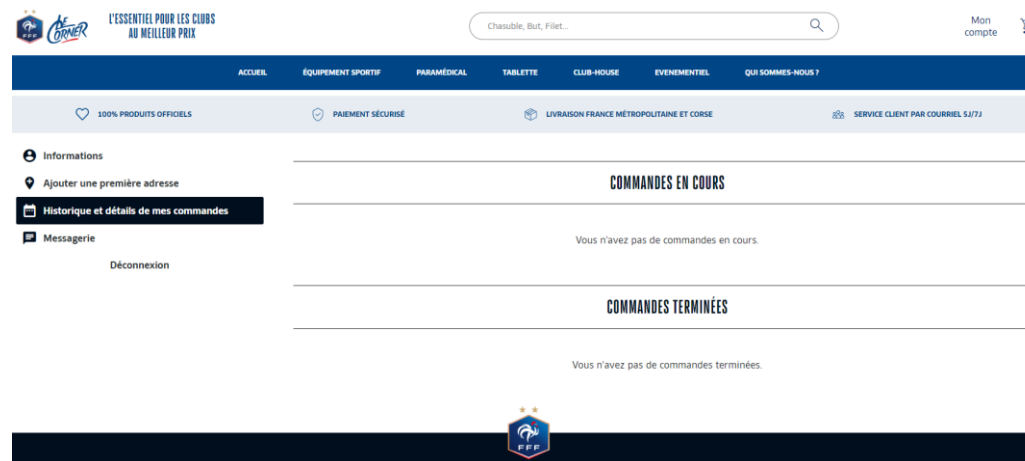 FFF
LE CORNER
L'ESSENTIEL POUR LES CLUBS
AU MEILLEUR PRIX
Chasuble, But, Filet...
Mon
compte
ACCUEIL ÉQUIPEMENT SPORTIF PARAMÉDICAL TABLETTE CLUB-HOUSE EVENEMENTIEL QUI SOMMES-NOUS ?
100% PRODUITS OFFICIELS PAIEMENT SÉCURISÉ LIVRAISON FRANCE MÉTROPOLITAINE ET CORSE SERVICE CLIENT PAR COURRIEL 5J/7J
Informations
Ajouter une première adresse
Historique et détails de mes commandes
Messagerie
Déconnexion
COMMANDES EN COURS
Vous n'avez pas de commandes en cours.
COMMANDES TERMINÉES
Vous n'avez pas de commandes terminées.
FFF